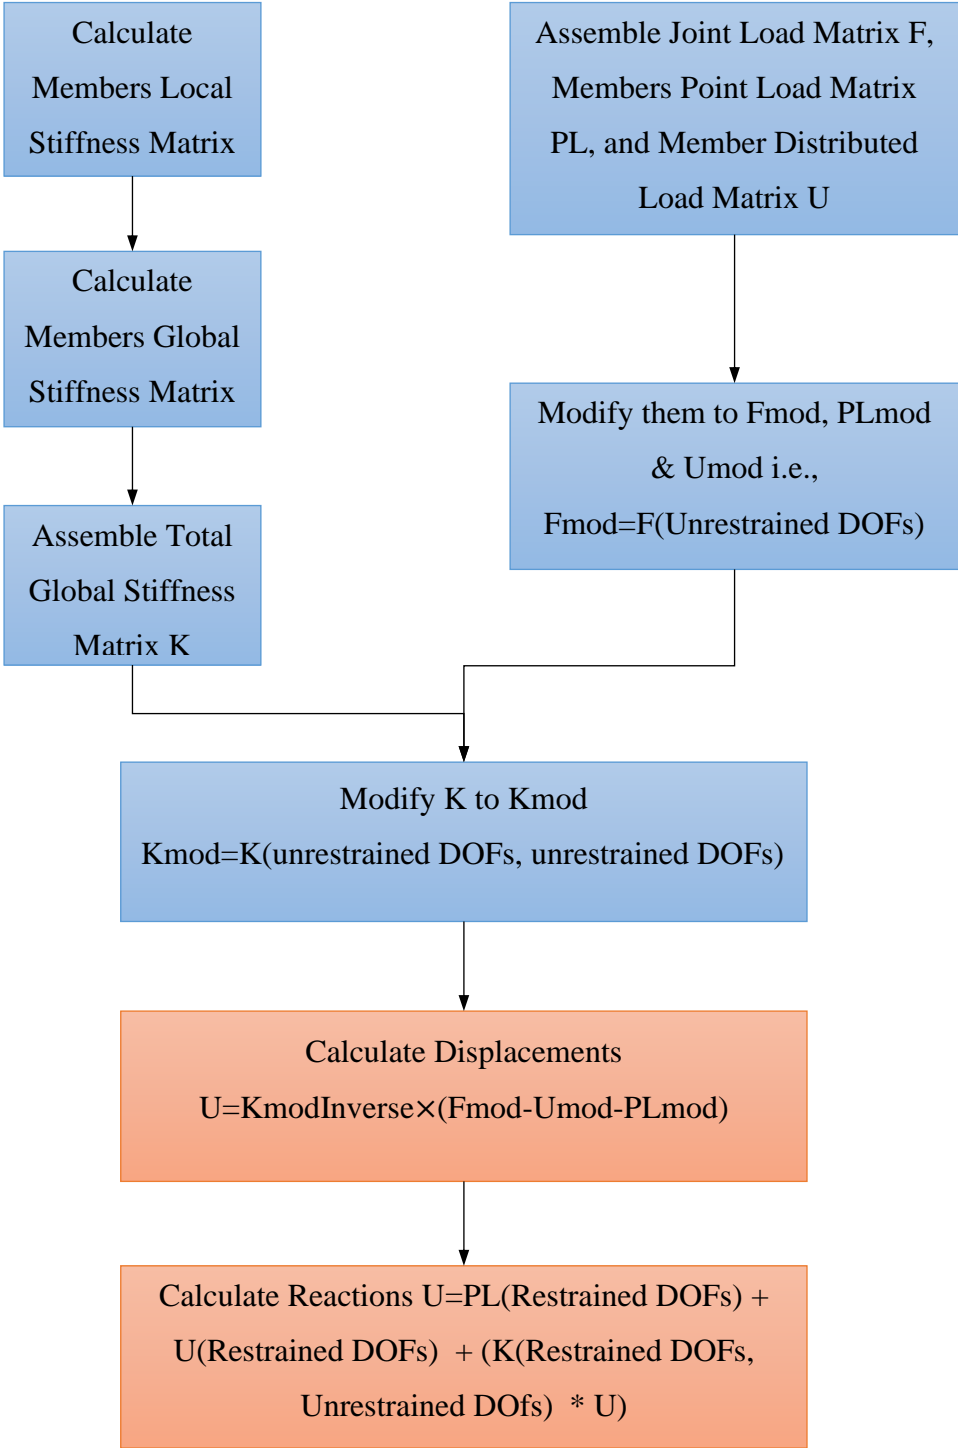 Calculate
Members Local
Stiffness Matrix
Assemble Joint Load Matrix F,
Members Point Load Matrix
PL, and Member Distributed
Load Matrix U
Calculate
Members Global
Stiffness Matrix
Modify them to Fmod, PLmod
& Umod i.e.,
Fmod=F(Unrestrained DOFs)
Assemble Total
Global Stiffness
Matrix K
Modify K to Kmod
Kmod=K(unrestrained DOFs, unrestrained DOFs)
Calculate Displacements
U=KmodInverse×(Fmod-Umod-PLmod)
Calculate Reactions U=PL(Restrained DOFs) +
U(Restrained DOFs)  + (K(Restrained DOFs,
Unrestrained DOfs)  * U)